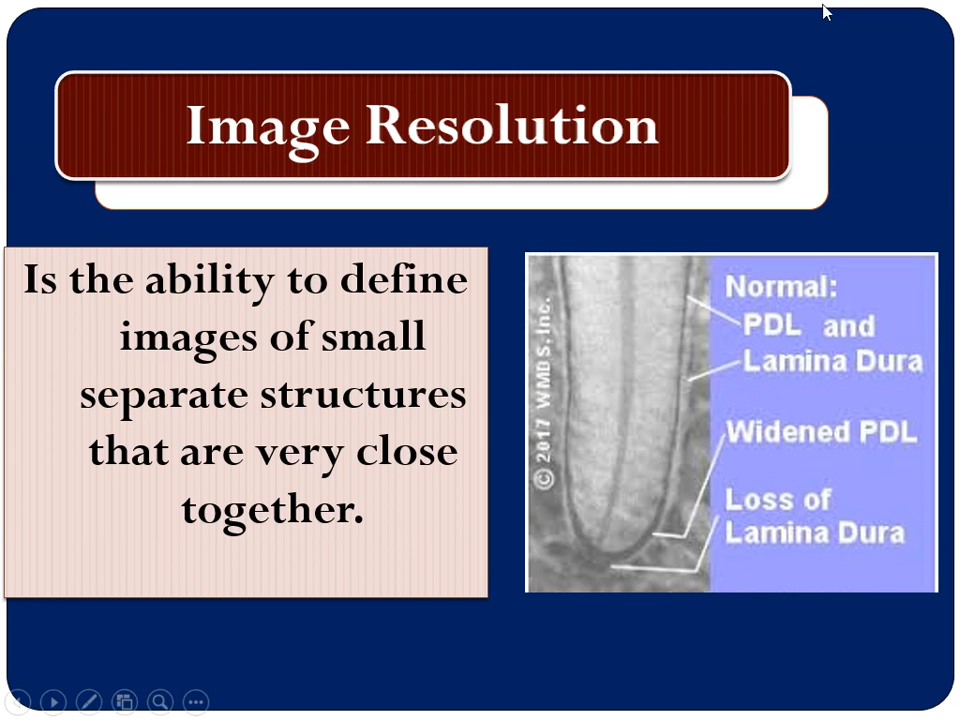 Image Resolution
Is the ability to define
images of small
separate structures
that are very close
together.
© 2017 WMDS, Inc.
Normal:
PDL and
Lamina Dura
Widened PDL
Loss of
Lamina Dura